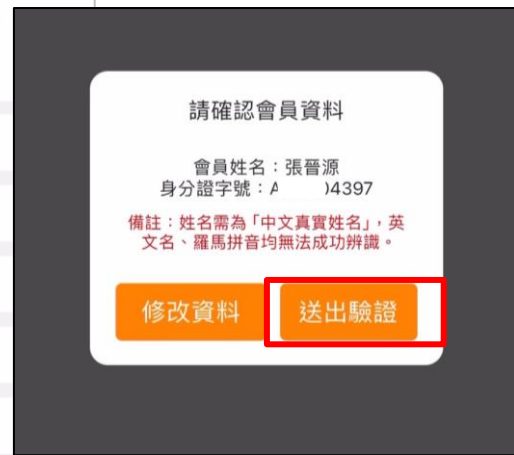 請確認會員資料
會員姓名：張晉源
身分證字號：A 04397
備註：姓名需為「中文真實姓名」，英
文名、羅馬拼音均無法成功辨識。
修改資料
送出驗證